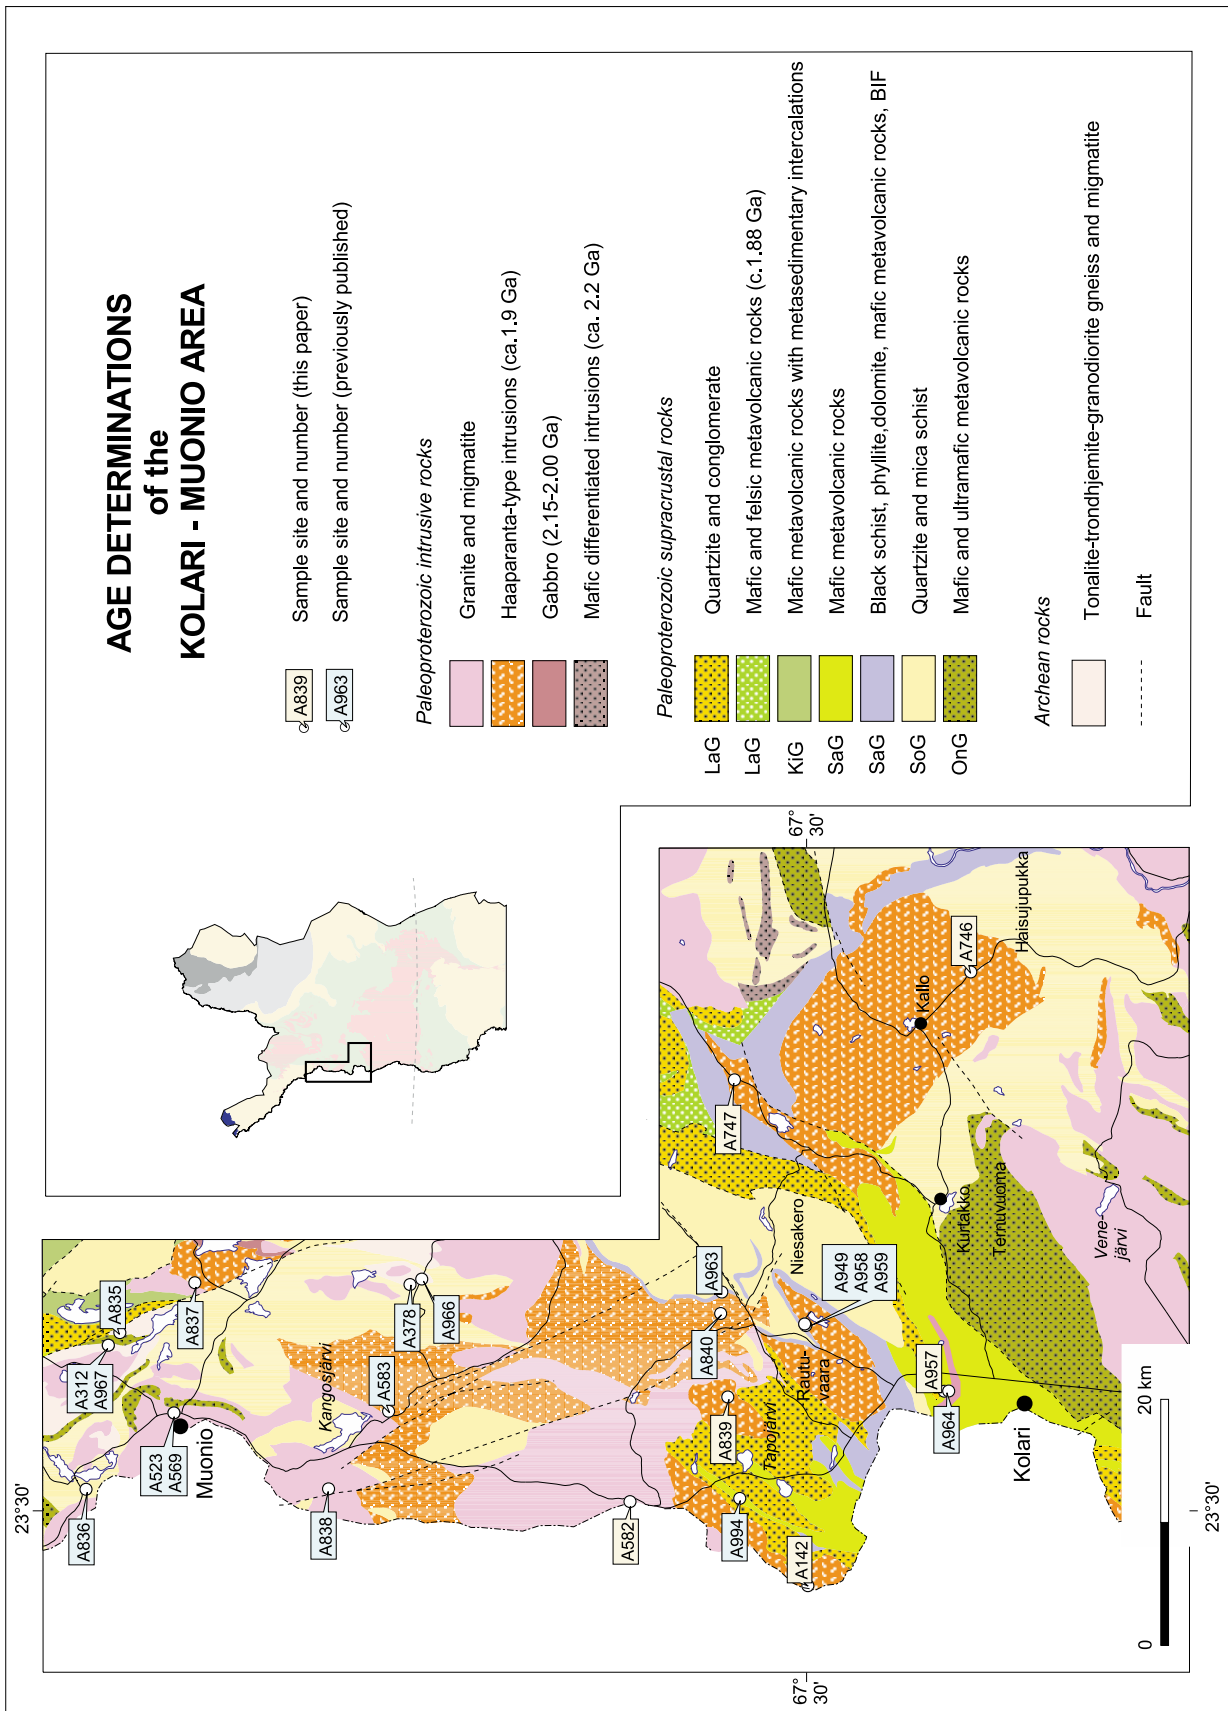 AGE DETERMINATIONS
of the
KOLARI - MUONIO AREA
A839 Sample site and number (this paper)
A963 Sample site and number (previously published)
Paleoproterozoic intrusive rocks
Granite and migmatite
Haaparanta-type intrusions (ca.1.9 Ga)
Gabbro (2.15-2.00 Ga)
Mafic differentiated intrusions (ca. 2.2 Ga)
Paleoproterozoic supracrustal rocks
LaG Quartzite and conglomerate
LaG Mafic and felsic metavolcanic rocks (c.1.88 Ga)
KiG Mafic metavolcanic rocks with metasedimentary intercalations
SaG Mafic metavolcanic rocks
SaG Black schist, phyllite,dolomite, mafic metavolcanic rocks, BIF
SoG Quartzite and mica schist
OnG Mafic and ultramafic metavolcanic rocks
Archean rocks
Tonalite-trondhjemite-granodiorite gneiss and migmatite
Fault
23°30'
A836
A312
A967
A835
A523
A569
Muonio
A837
A838
Kangosjärvi
A583
A378
A966
A582
A994
A839
A840
A963
A747
Tapojärvi
A142
Rautu-
vaara
Niesakero
A949
A958
A959
67°
30'
67°
30'
Kallo
A746
Haisujupukka
Kurtakko
Ternuvuoma
A957
A964
Kolari
Vene-
järvi
0 20 km
23°30'